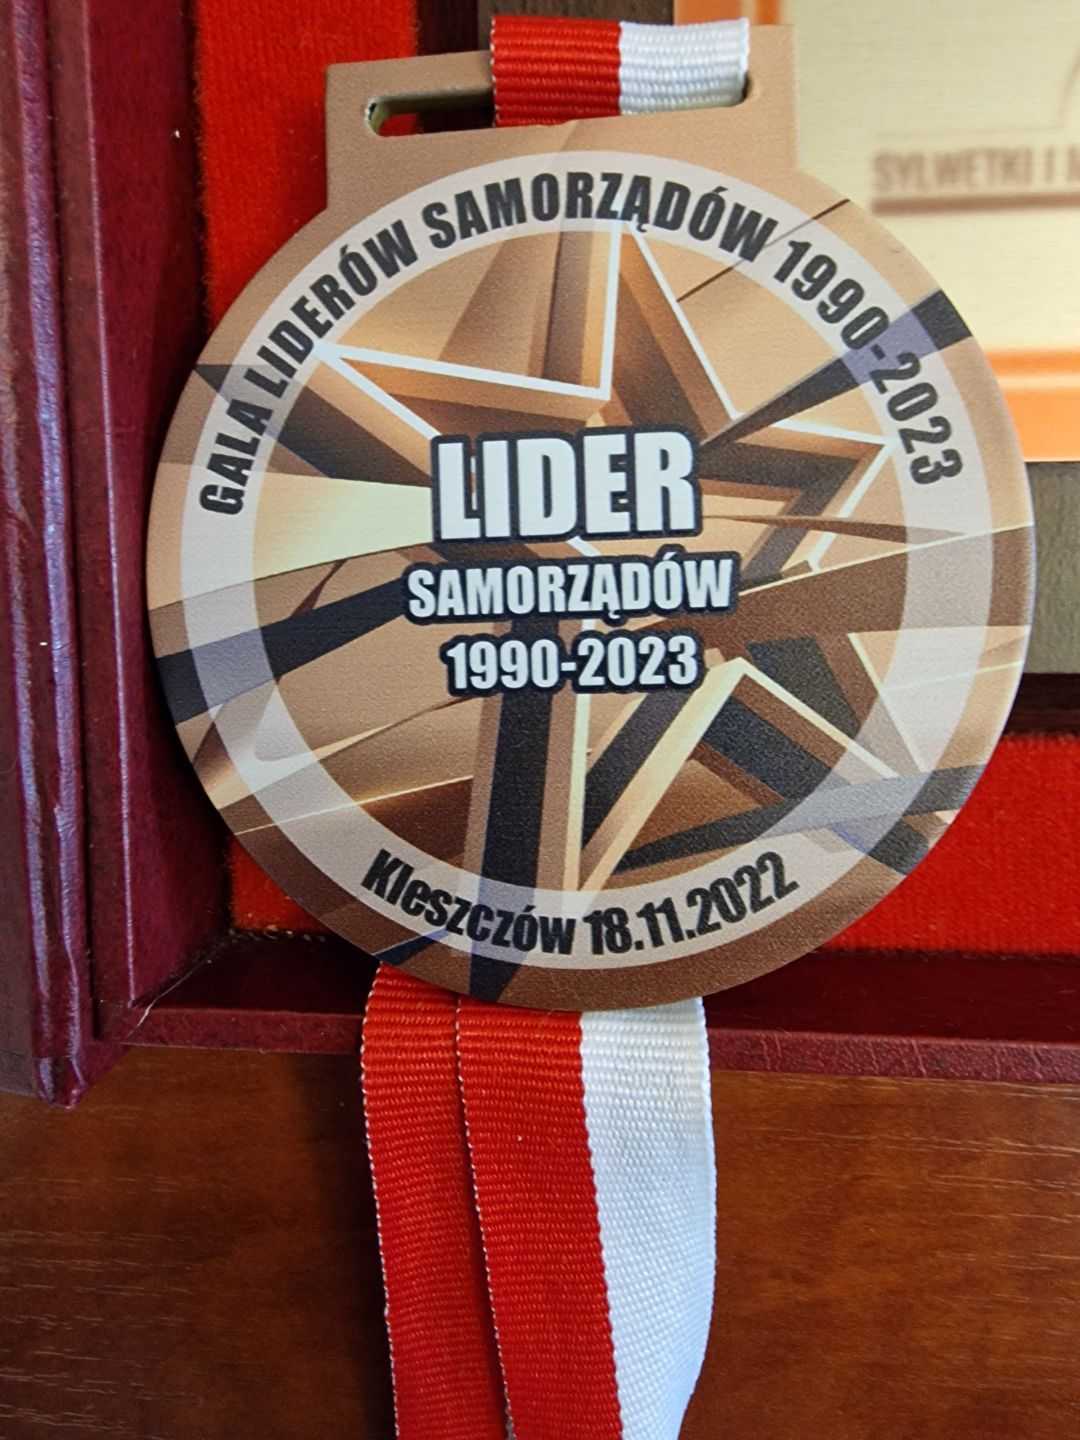 SYLWETKI I
GALA LIDERÓW SAMORZĄDÓW 1990-2023
LIDER
SAMORZĄDÓW
1990-2023
Kleszczów 18.11.2022